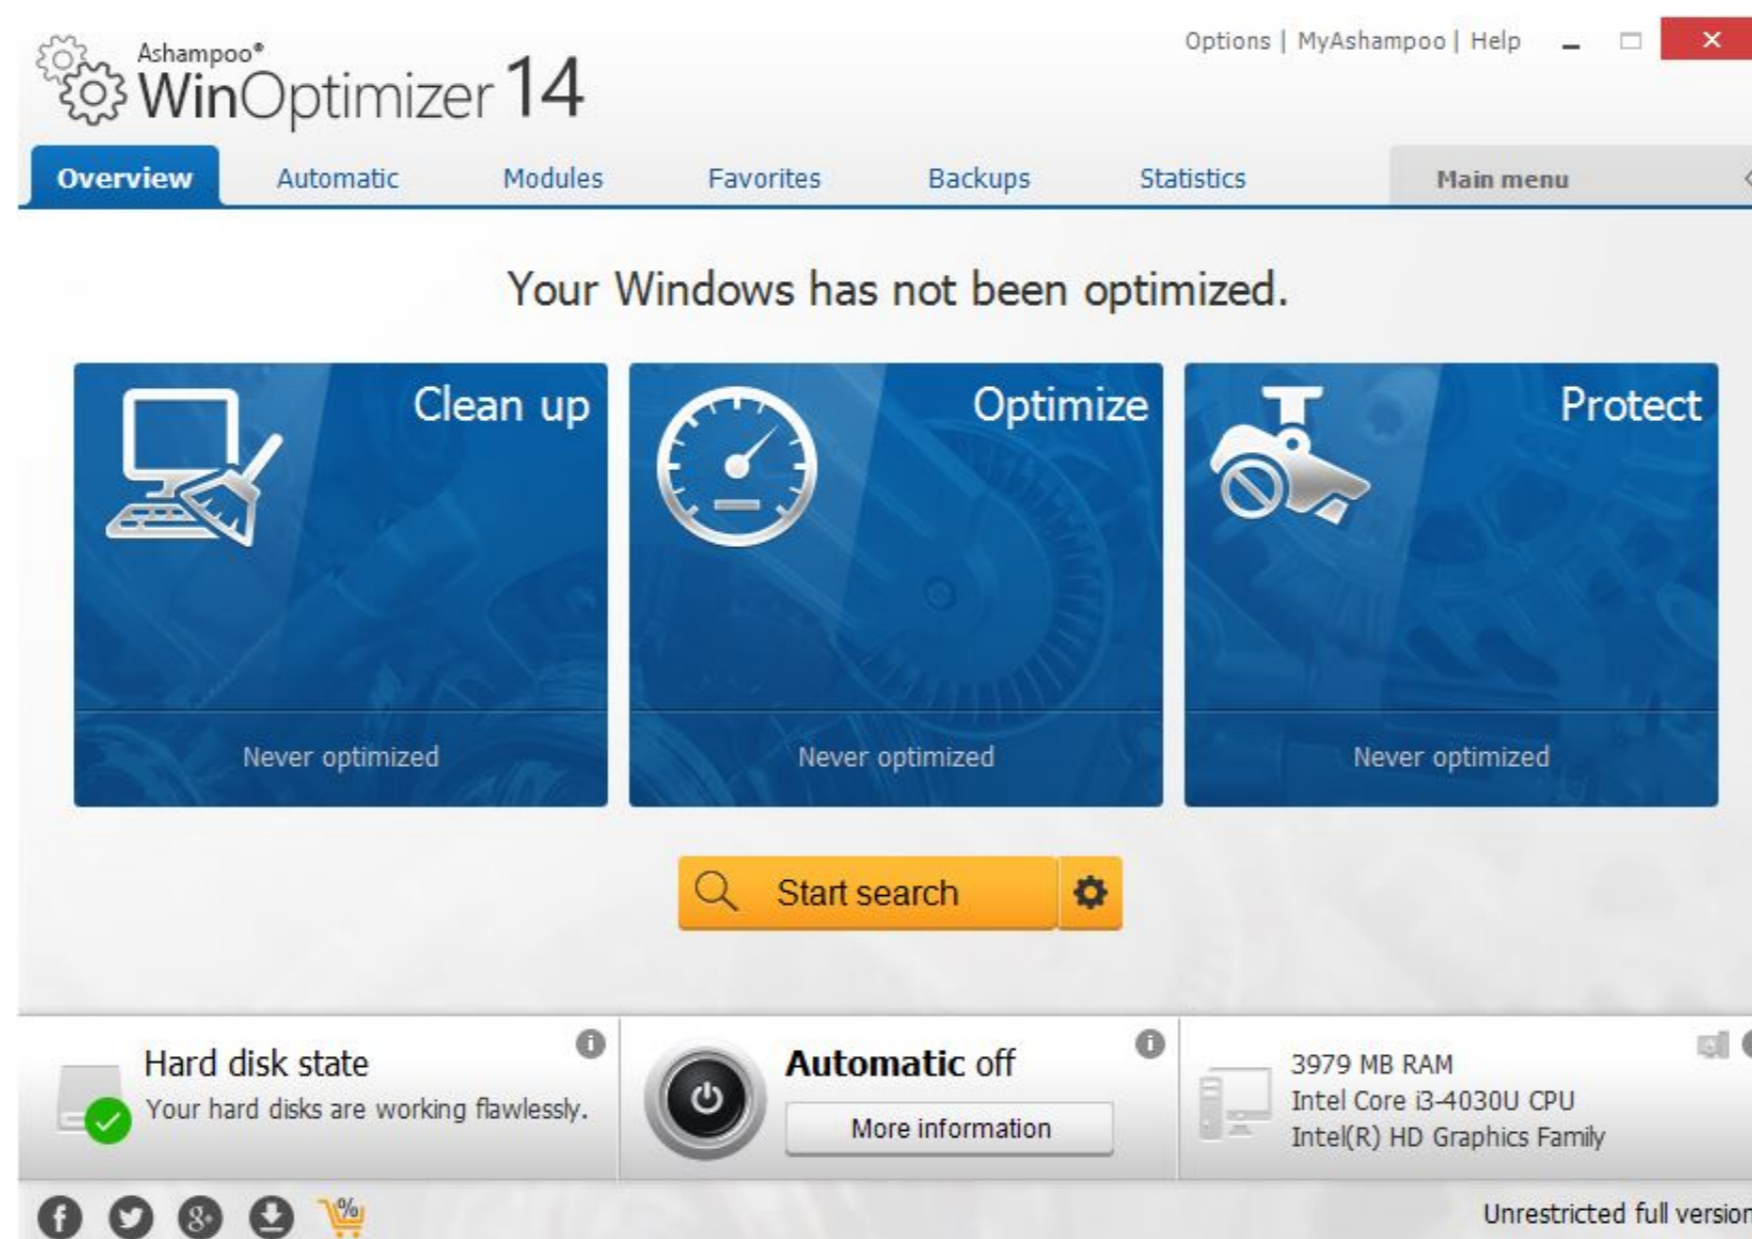 Options | MyAshampoo | Help
Ashampoo®
WinOptimizer 14
Overview
Automatic
Modules
Favorites
Backups
Statistics
Main menu
Your Windows has not been optimized.
Clean up
Optimize
Protect
Never optimized
Never optimized
Never optimized
Start search
Hard disk state
Your hard disks are working flawlessly.
Automatic off
More information
3979 MB RAM
Intel Core i3-4030U CPU
Intel(R) HD Graphics Family
Unrestricted full version